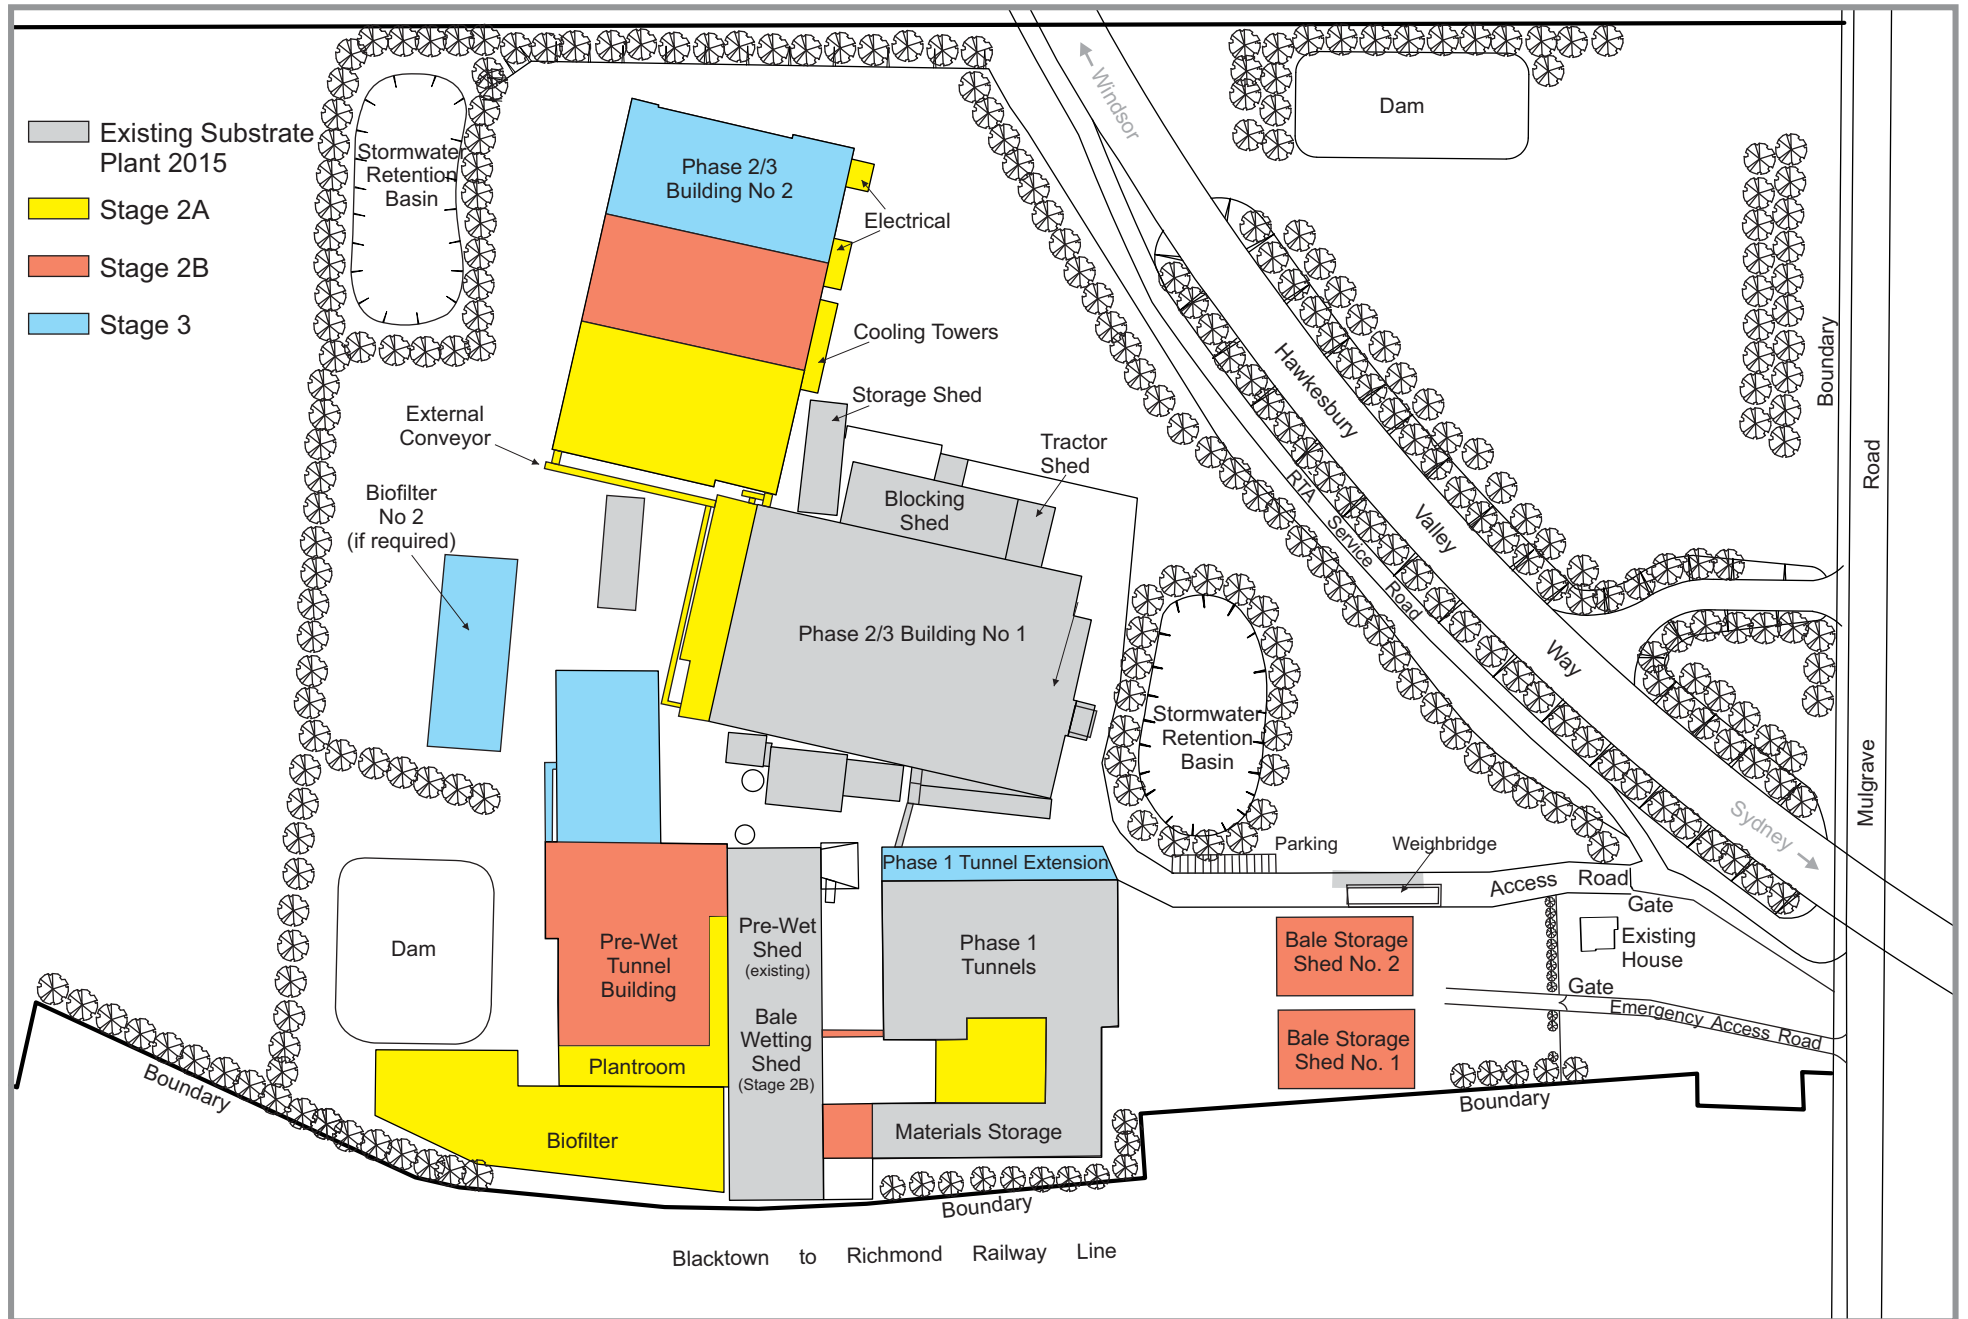 Existing Substrate
Plant 2015
Stage 2A
Stage 2B
Stage 3
Stormwater
Retention
Basin
Phase 2/3
Building No 2
Electrical
Cooling Towers
Storage Shed
External
Conveyor
Tractor
Shed
Blocking
Shed
Biofilter
No 2
(if required)
Phase 2/3 Building No 1
Windsor
Dam
Hawkesbury
Valley
Way
RTA
Service
Road
Boundary
Road
Mulgrave
Sydney
Stormwater
Retention
Basin
Parking
Weighbridge
Access Road
Gate
Existing
House
Gate
Emergency Access Road
Phase 1 Tunnel Extension
Phase 1
Tunnels
Pre-Wet
Shed
(existing)
Bale
Wetting
Shed
(Stage 2B)
Pre-Wet
Tunnel
Building
Plantroom
Dam
Biofilter
Materials Storage
Bale Storage
Shed No. 2
Bale Storage
Shed No. 1
Boundary
Boundary
Boundary
Blacktown to Richmond Railway Line